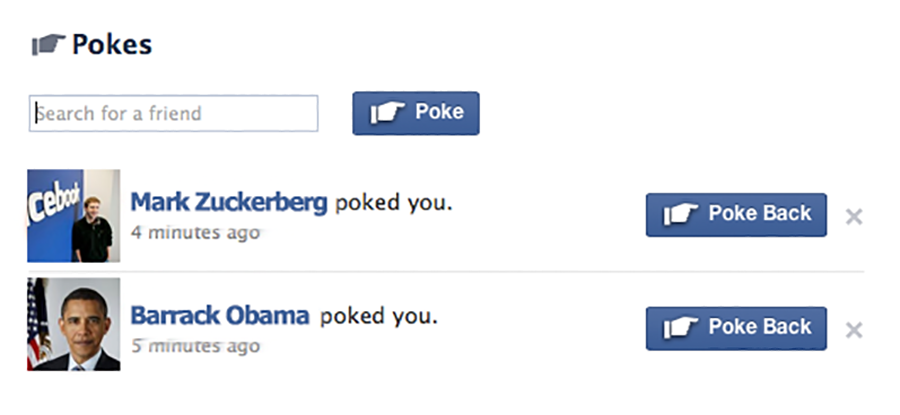 Pokes
Search for a friend
Poke
cebook
Mark Zuckerberg poked you.
4 minutes ago
Poke Back
Barrack Obama poked you.
5 minutes ago
Poke Back